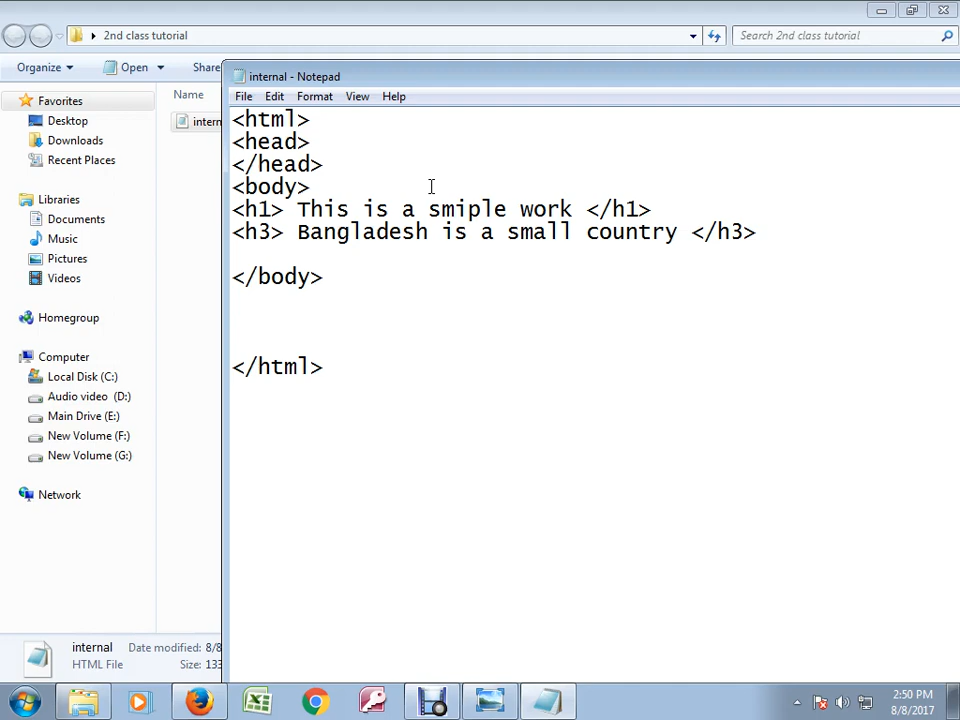 2nd class tutorial
Search 2nd class tutorial
Organize
Open
Share
internal - Notepad
File Edit Format View Help
Name
intern
Favorites
Desktop
Downloads
Recent Places
Libraries
Documents
Music
Pictures
Videos
Homegroup
Computer
Local Disk (C:)
Audio video (D:)
Main Drive (E:)
New Volume (F:)
New Volume (G:)
Network
<html>
<head>
</head>
<body>
<h1> This is a smiple work </h1>
<h3> Bangladesh is a small country </h3>
</body>
</html>
internal Date modified: 8/8
HTML File Size: 133
2:50 PM
8/8/2017